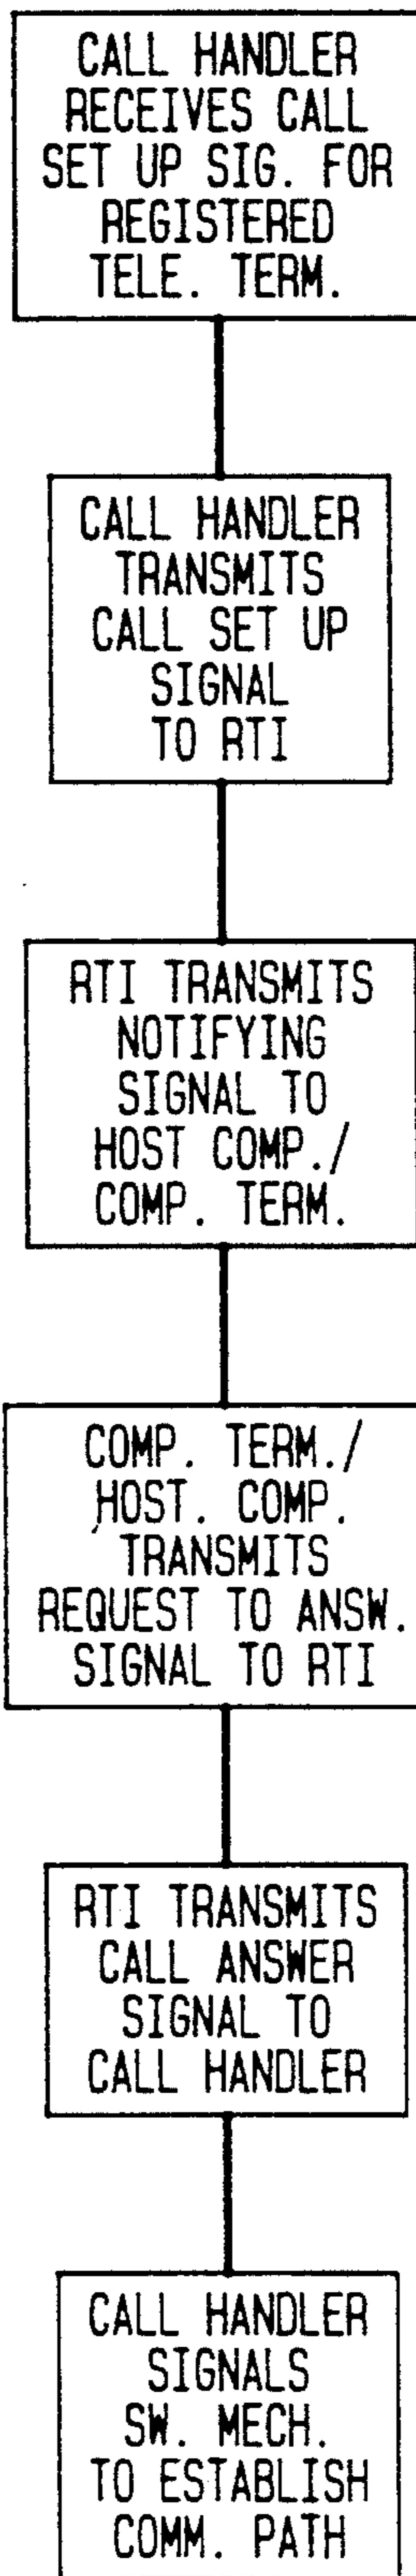 CALL HANDLER
RECEIVES CALL
SET UP SIG. FOR
REGISTERED
TELE. TERM.
CALL HANDLER
TRANSMITS
CALL SET UP
SIGNAL
TO RTI
RTI TRANSMITS
NOTIFYING
SIGNAL TO
HOST COMP./
COMP. TERM.
COMP. TERM./
HOST. COMP.
TRANSMITS
REQUEST TO ANSW.
SIGNAL TO RTI
RTI TRANSMITS
CALL ANSWER
SIGNAL TO
CALL HANDLER
CALL HANDLER
SIGNALS
SW. MECH.
TO ESTABLISH
COMM. PATH